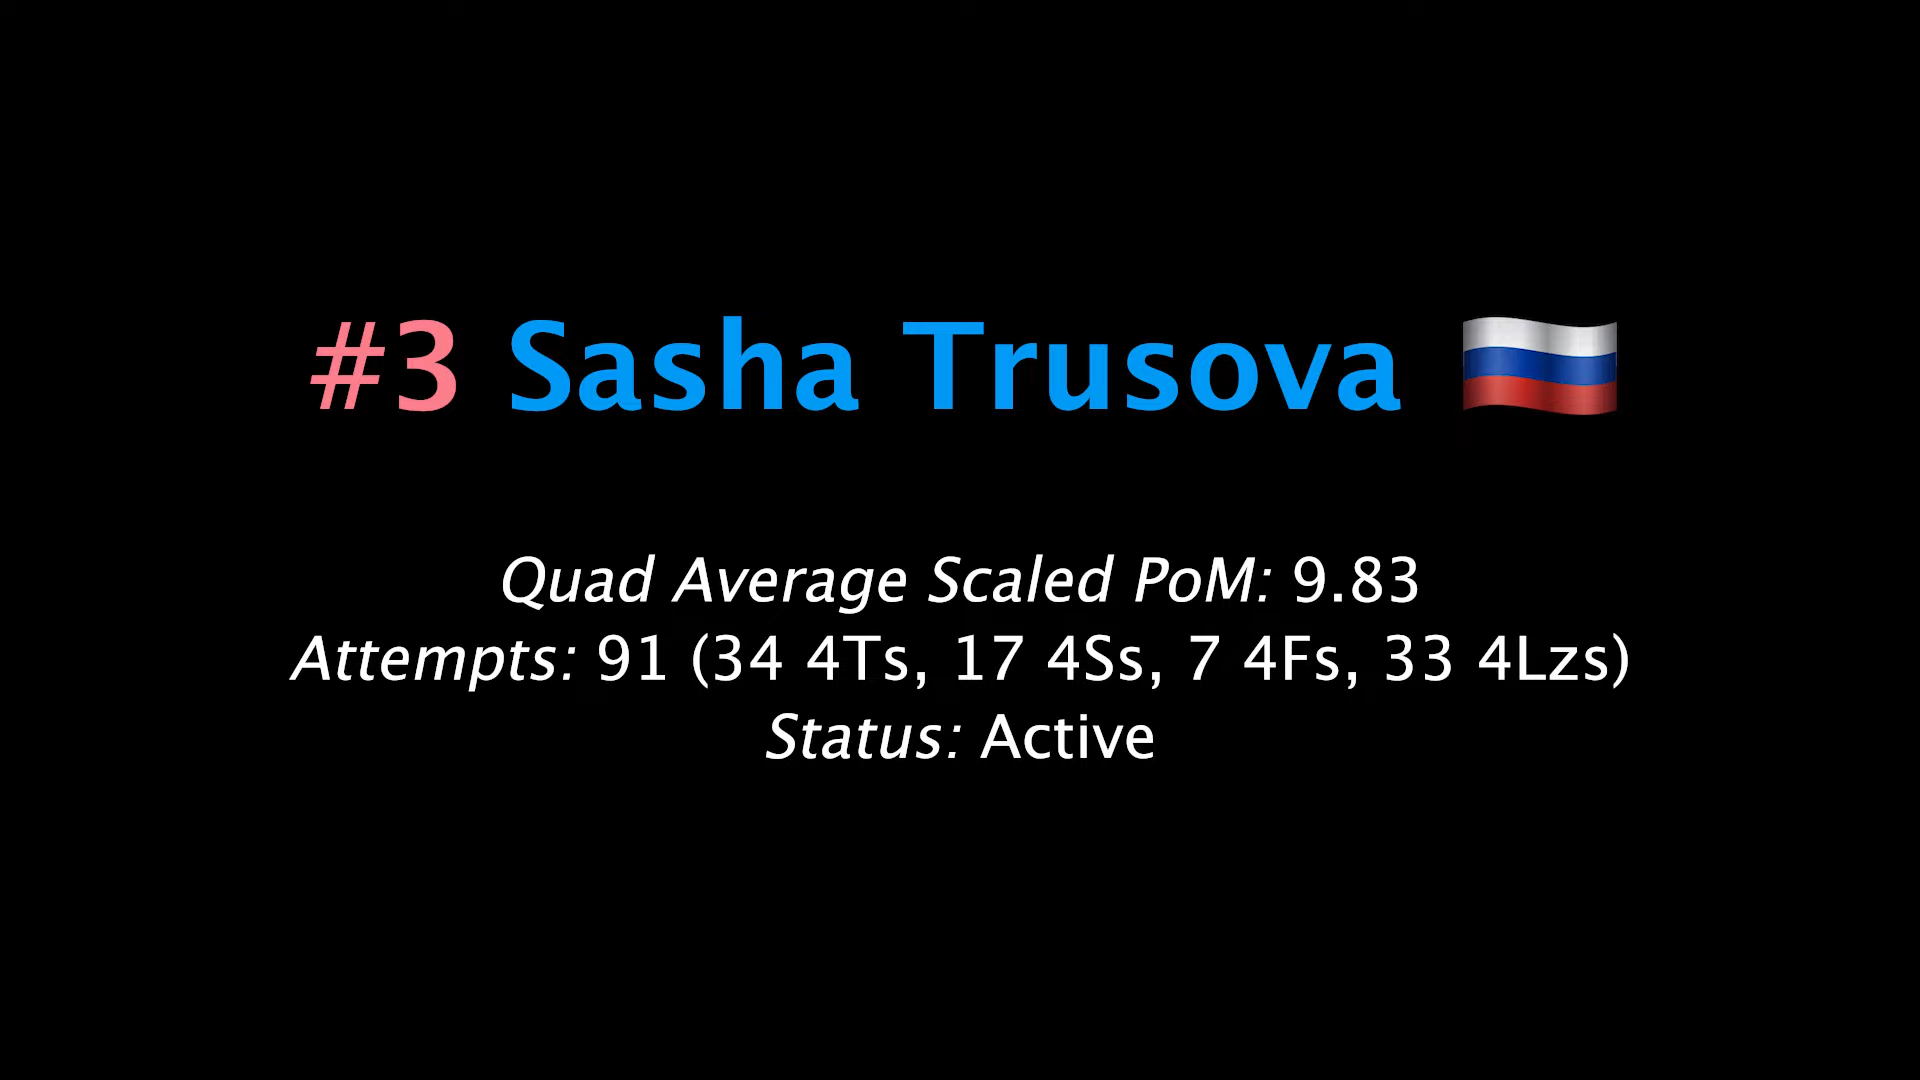 #3 Sasha Trusova 🇷🇺
Quad Average Scaled PoM: 9.83
Attempts: 91 (34 4Ts, 17 4Ss, 7 4Fs, 33 4Lzs)
Status: Active